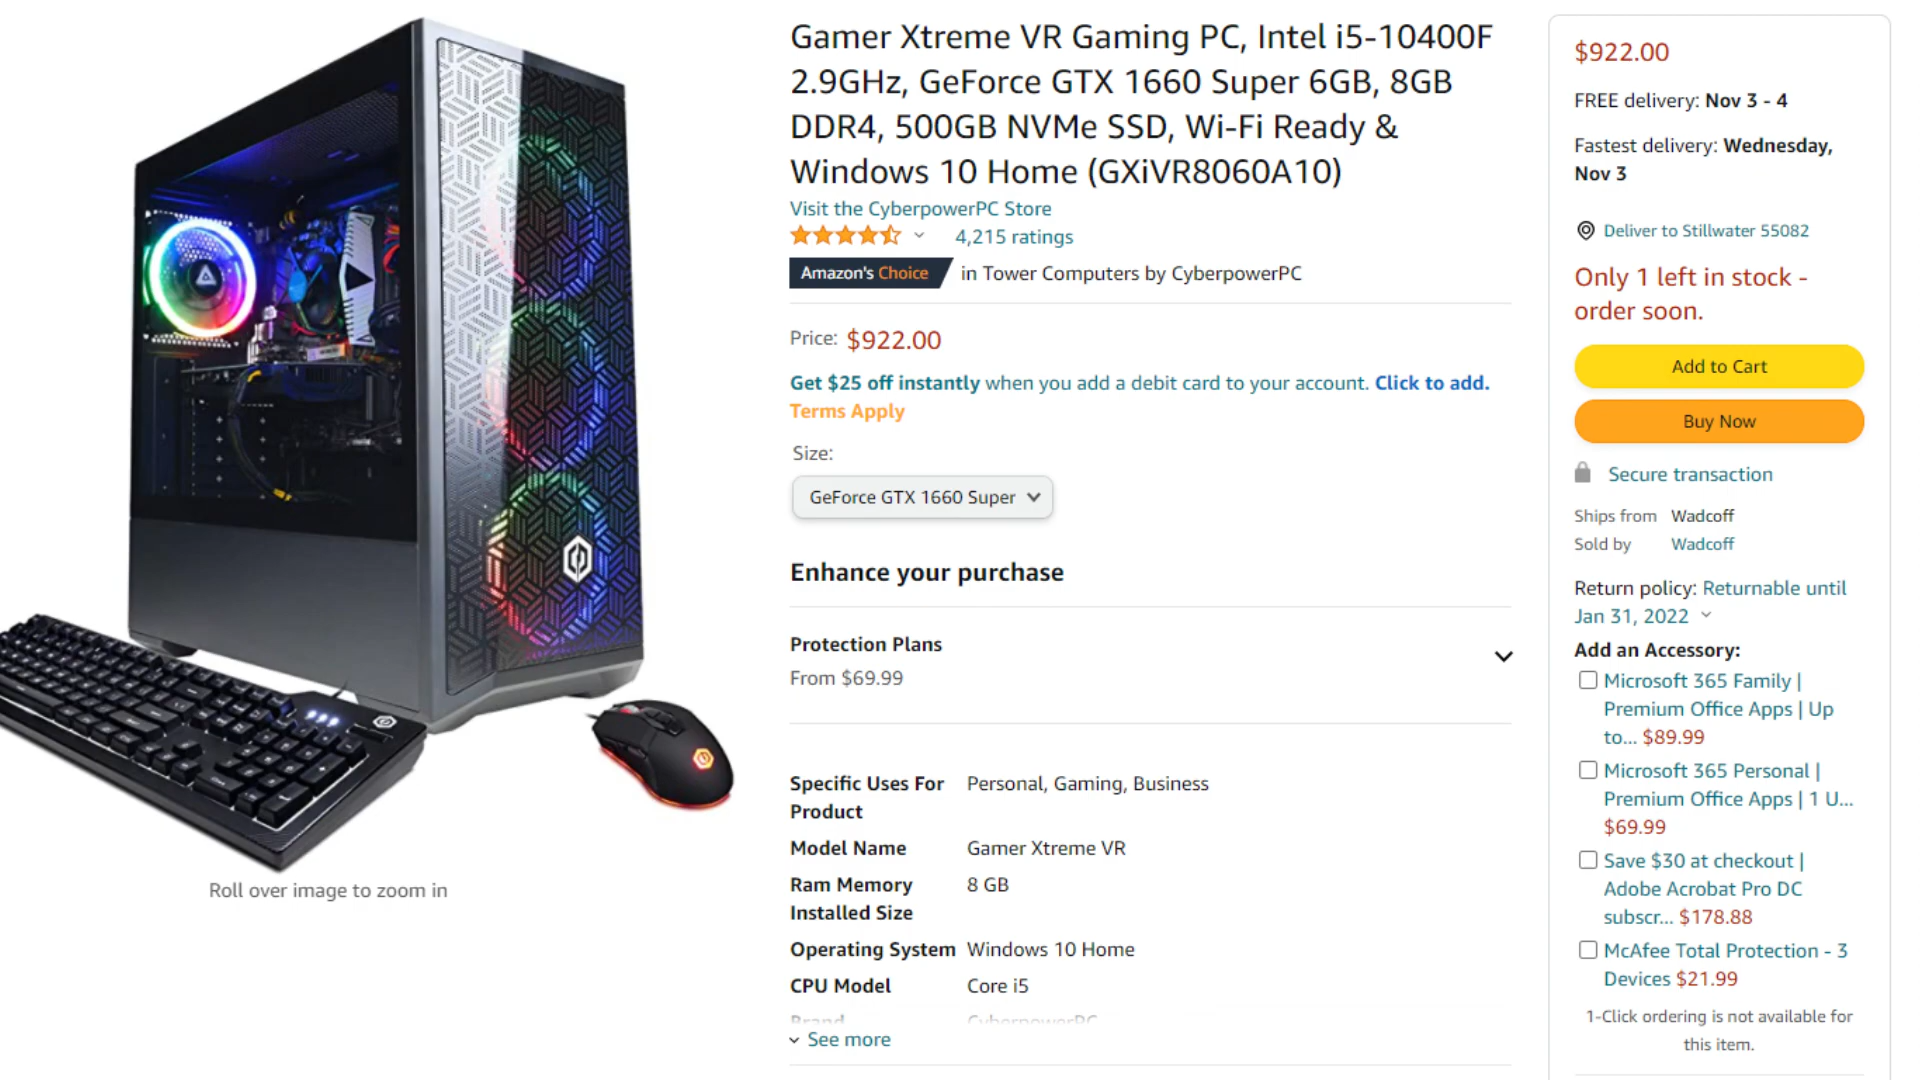 Gamer Xtreme VR Gaming PC, Intel i5-10400F
2.9GHz, GeForce GTX 1660 Super 6GB, 8GB
DDR4, 500GB NVMe SSD, Wi-Fi Ready &
Windows 10 Home (GXiVR8060A10)
Visit the CyberpowerPC Store
4,215 ratings
Amazon's Choice in Tower Computers by CyberpowerPC
Price: $922.00
Get $25 off instantly when you add a debit card to your account. Click to add.
Terms Apply
Size:
GeForce GTX 1660 Super
Enhance your purchase
Protection Plans
From $69.99
Specific Uses For Product Personal, Gaming, Business
Model Name Gamer Xtreme VR
Ram Memory Installed Size 8 GB
Operating System Windows 10 Home
CPU Model Core i5
Brand CyberpowerPC
See more
Roll over image to zoom in
$922.00
FREE delivery: Nov 3 - 4
Fastest delivery: Wednesday,
Nov 3
Deliver to Stillwater 55082
Only 1 left in stock -
order soon.
Add to Cart
Buy Now
Secure transaction
Ships from Wadcoff
Sold by Wadcoff
Return policy: Returnable until
Jan 31, 2022
Add an Accessory:
Microsoft 365 Family |
Premium Office Apps | Up
to... $89.99
Microsoft 365 Personal |
Premium Office Apps | 1 U...
$69.99
Save $30 at checkout |
Adobe Acrobat Pro DC
subscr... $178.88
McAfee Total Protection - 3
Devices $21.99
1-Click ordering is not available for
this item.